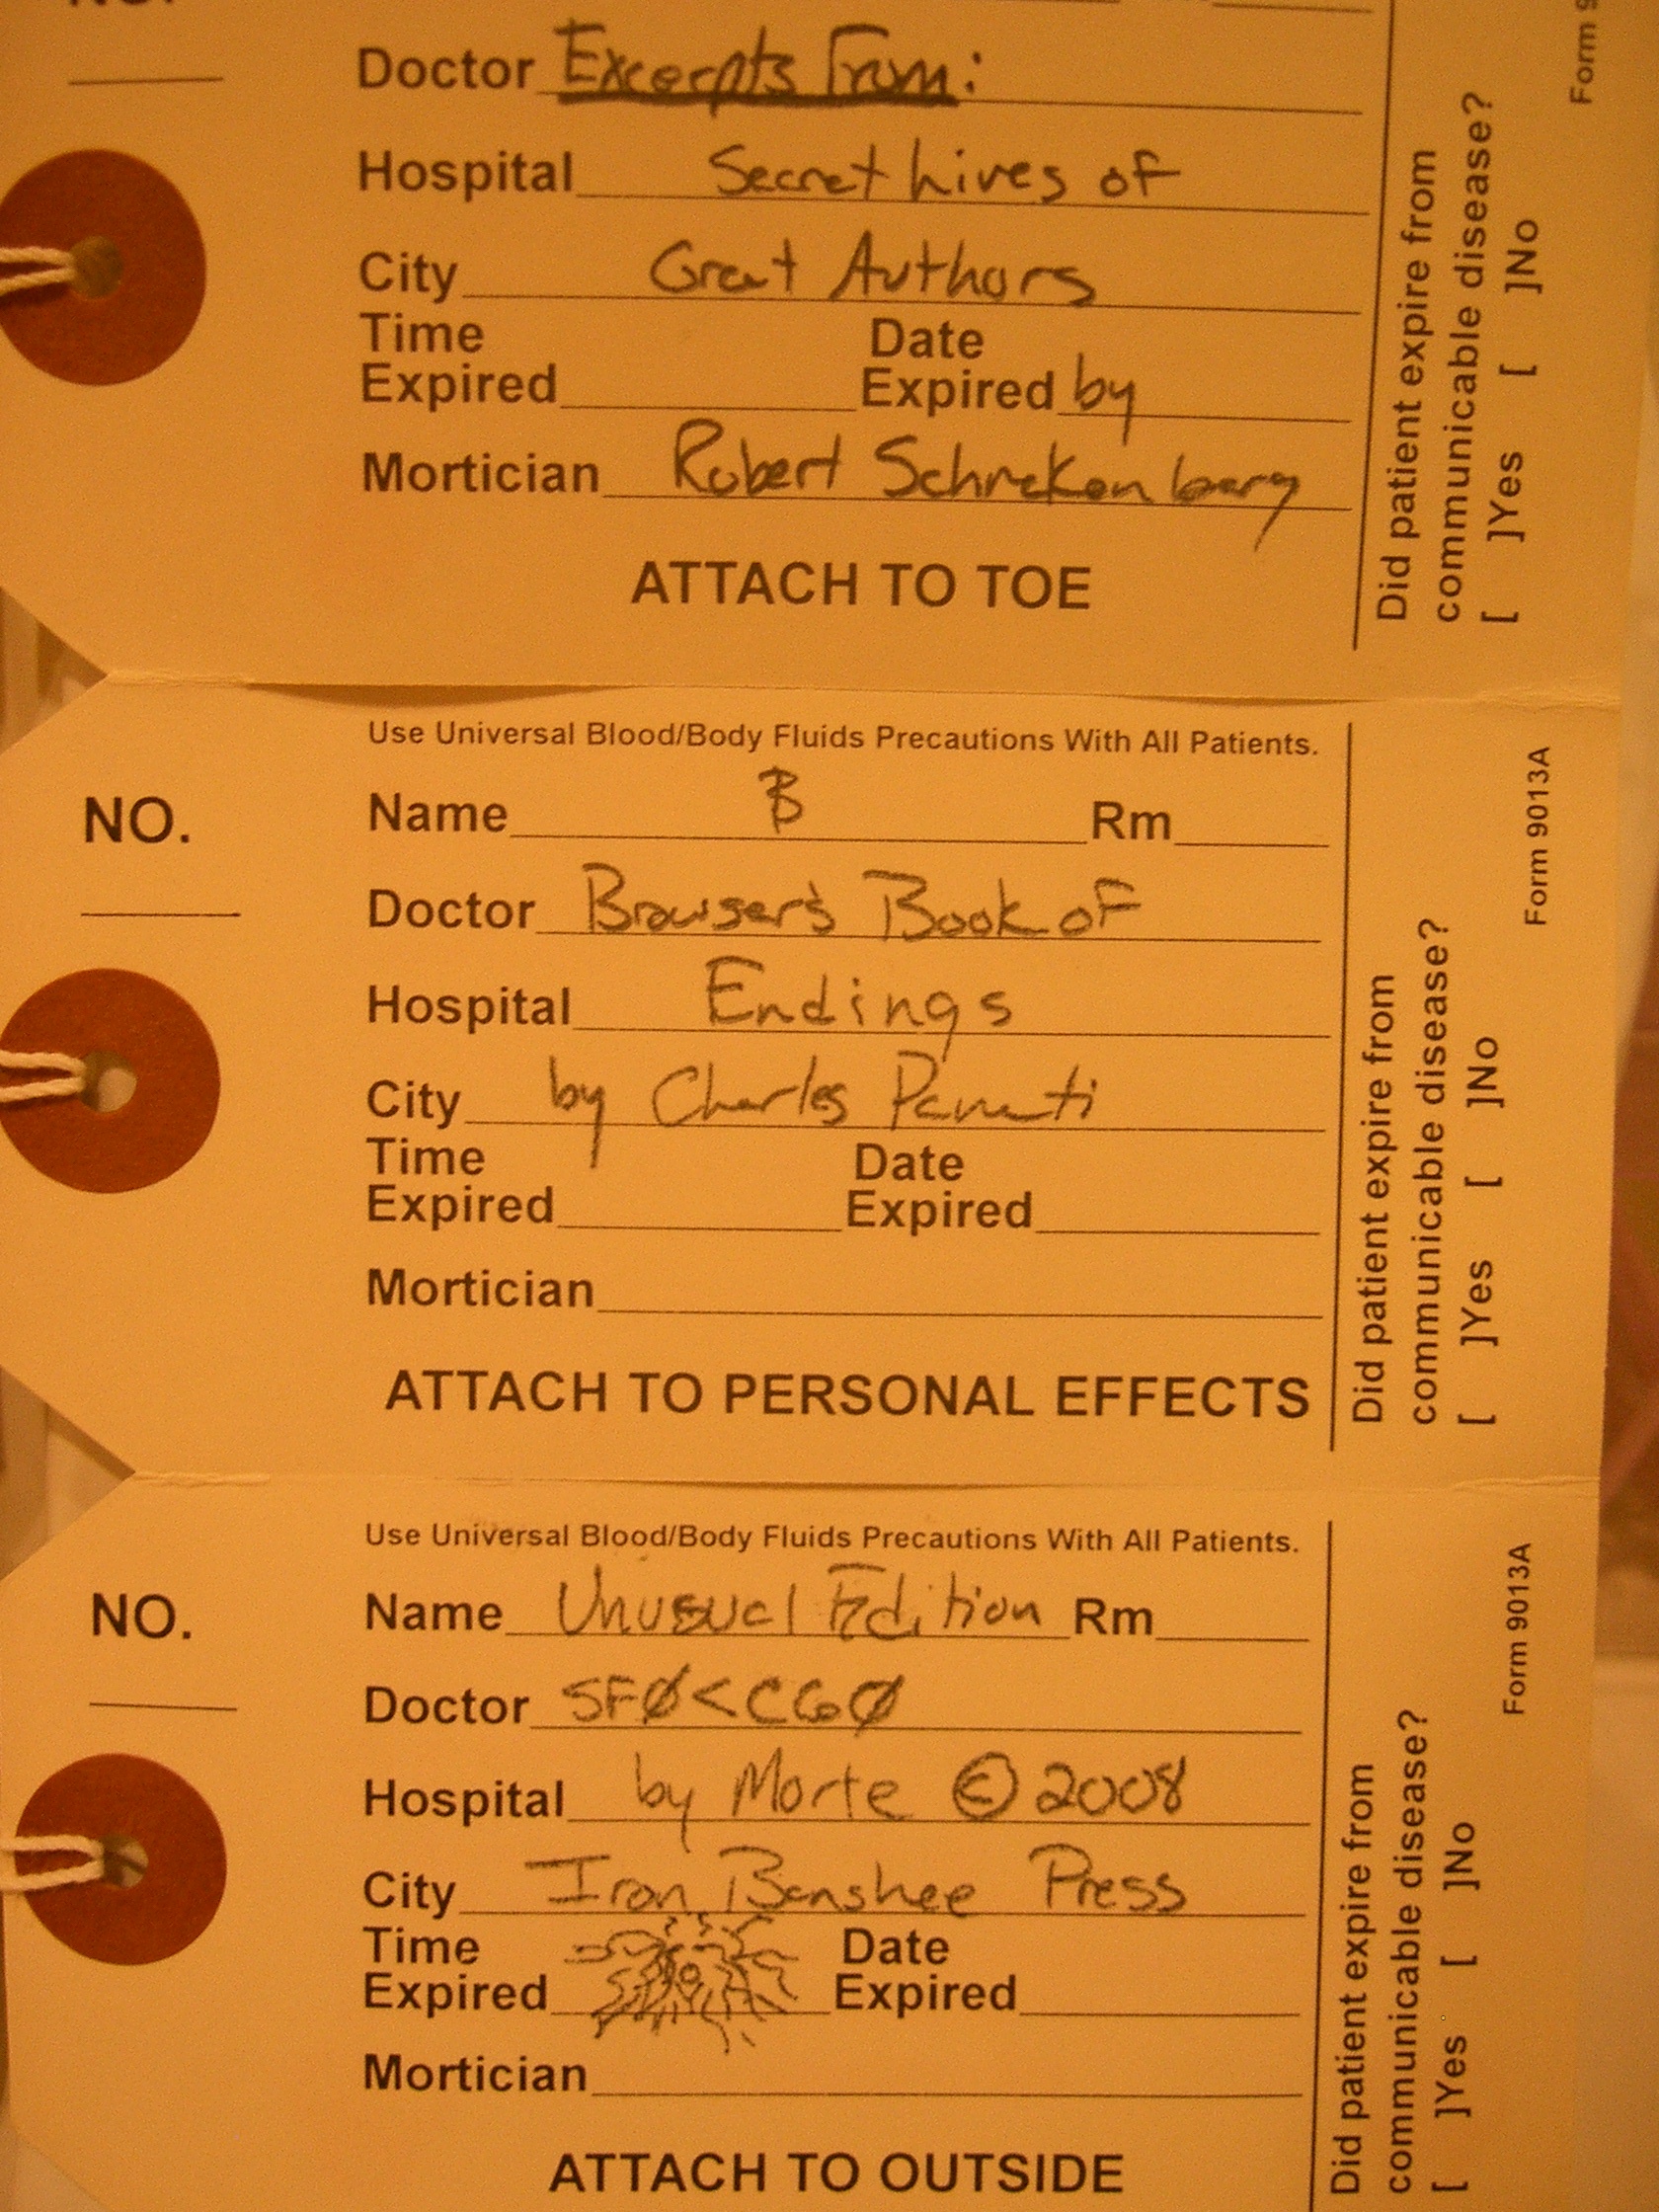 Doctor Excerpts From:
Hospital Secret Lives of
City Great Authors
Time Date
Expired Expired by
Mortician Robert Schnekenberg
ATTACH TO TOE
Did patient expire from
communicable disease?
[ ]Yes [ ]No
Form 9
Use Universal Blood/Body Fluids Precautions With All Patients.
NO.
Name B Rm
Doctor Browser's Book of
Hospital Endings
City by Charles Panati
Time Date
Expired Expired
Mortician
ATTACH TO PERSONAL EFFECTS
Did patient expire from
communicable disease?
[ ]Yes [ ]No
Form 9013A
Use Universal Blood/Body Fluids Precautions With All Patients.
NO.
Name Unusual Edition Rm
Doctor SFØ<CGØ
Hospital by Morte © 2008
City Iron Banshee Press
Time Date
Expired Expired
Mortician
ATTACH TO OUTSIDE
Did patient expire from
communicable disease?
[ ]Yes [ ]No
Form 9013A